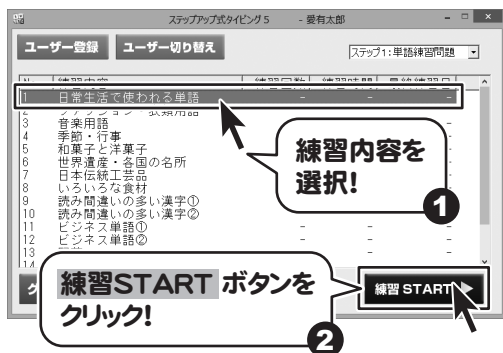 ステップアップ式タイピング5 - 愛有太郎
ユーザー登録 ユーザー切り替え
ステップ1:単語練習問題
1 日常生活で使われる単語 - - -
3 音楽用語 -
4 季節・行事
5 和菓子と洋菓子
6 世界遺産・各国の名所
7 日本伝統工芸品
8 いろいろな食材
9 読み間違いの多い漢字①
10 読み間違いの多い漢字②
11 ビジネス単語① - - -
12 ビジネス単語② - - -
13
14
練習内容を
選択!
1
練習START ボタンを
クリック!
2
練習 START